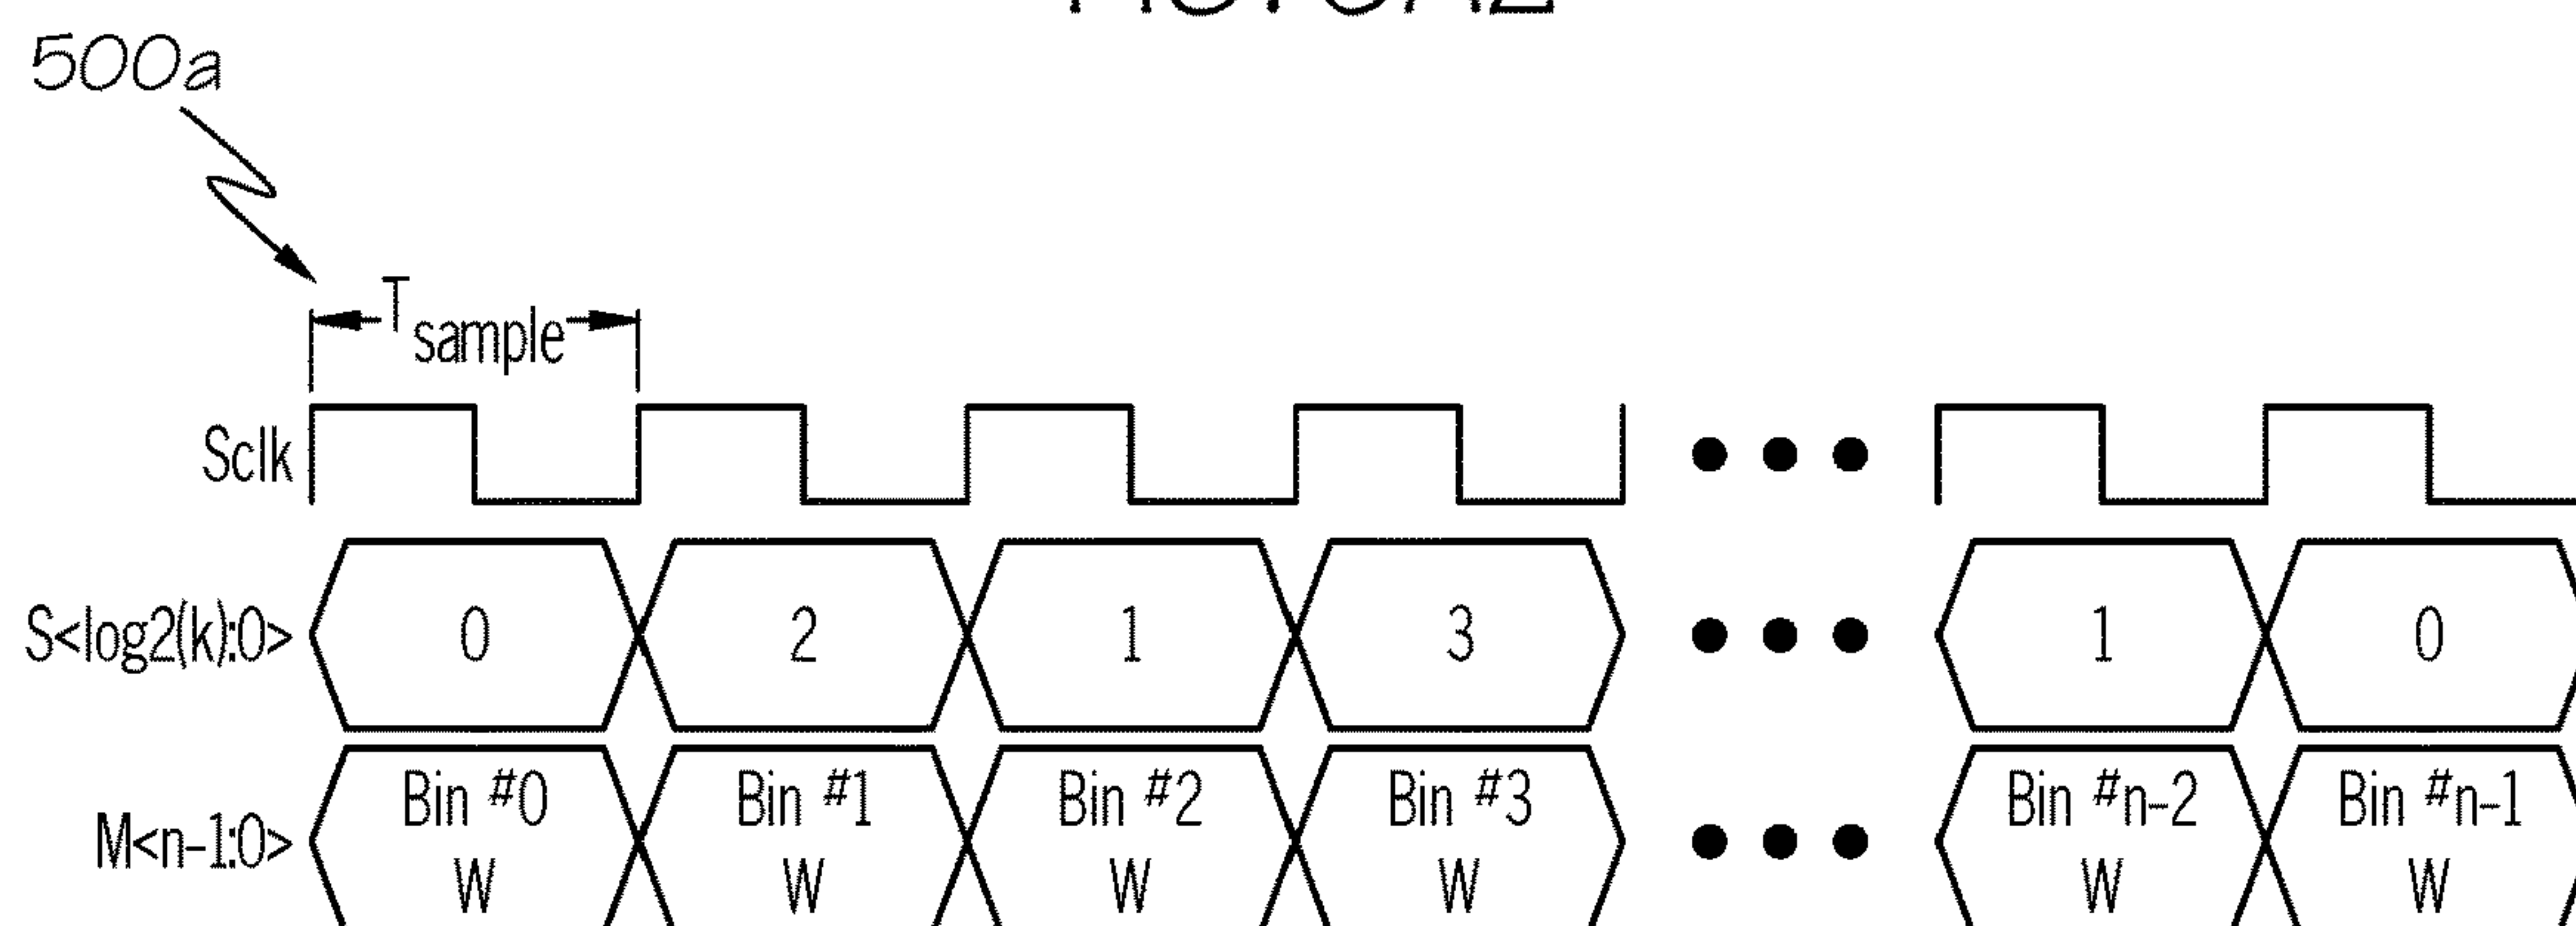 500a
T sample
Sclk
S<log2(k):0> 0 2 1 3 1 0
M<n-1:0> Bin #0 Bin #1 Bin #2 Bin #3 Bin #n-2 Bin #n-1
W W W W W W